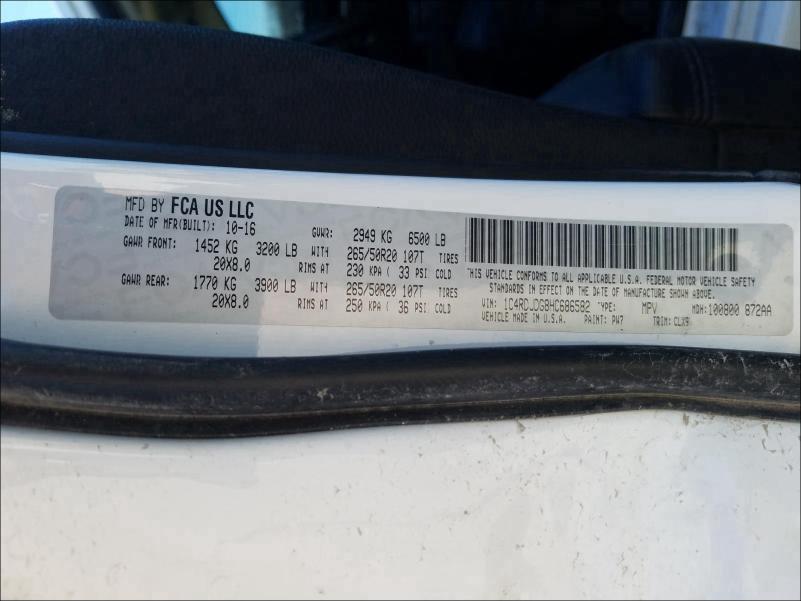 MFD BY FCA US LLC
DATE OF MFR(BUILT): 10-16 GVWR: 2949 KG 6500 LB
GAWR FRONT: 1452 KG 3200 LB WITH 265/50R20 107T TIRES
20X8.0 RIMS AT 230 KPA ( 33 PSI COLD
GAWR REAR: 1770 KG 3900 LB WITH 265/50R20 107T TIRES
20X8.0 RIMS AT 250 KPA ( 36 PSI COLD
THIS VEHICLE CONFORMS TO ALL APPLICABLE U.S.A. FEDERAL MOTOR VEHICLE SAFETY
STANDARDS IN EFFECT ON THE DATE OF MANUFACTURE SHOWN ABOVE.
VIN: 1C4RDJDG8HC686582 TYPE: MPV MDH:100800 872AA
VEHICLE MADE IN U.S.A. PAINT: PW7 TRIM: CLX9